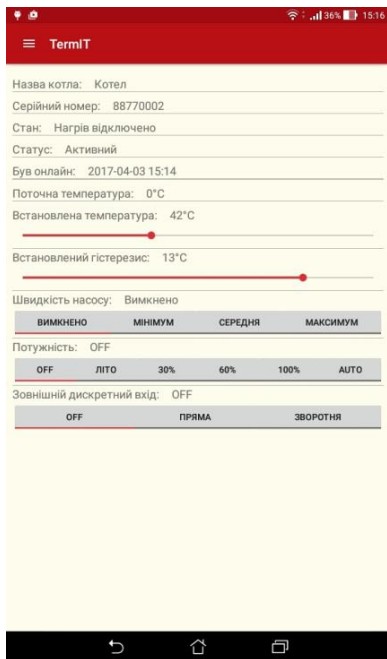 36% 15:16
TermIT
Назва котла: Котел
Серійний номер: 88770002
Стан: Нагрів відключено
Статус: Активний
Був онлайн: 2017-04-03 15:14
Поточна температура: 0°C
Встановлена температура: 42°C
Встановлений гістерезис: 13°C
Швидкість насосу: Вимкнено
ВИМКНЕНО МІНІМУМ СЕРЕДНЯ МАКСИМУМ
Потужність: OFF
OFF ЛІТО 30% 60% 100% AUTO
Зовнішній дискретний вхід: OFF
OFF ПРЯМА ЗВОРОТНЯ